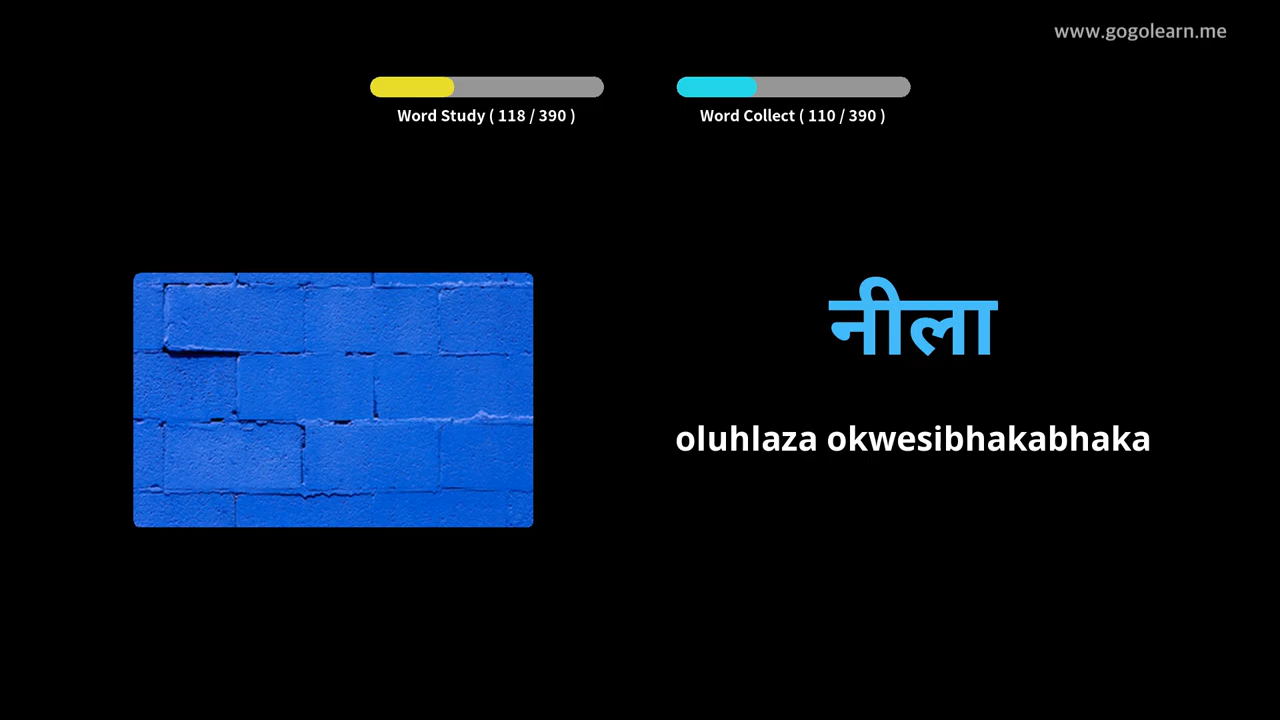 www.gogolearn.me
Word Study ( 118 / 390 )
Word Collect ( 110 / 390 )
नीला
oluhlaza okwesibhakabhaka